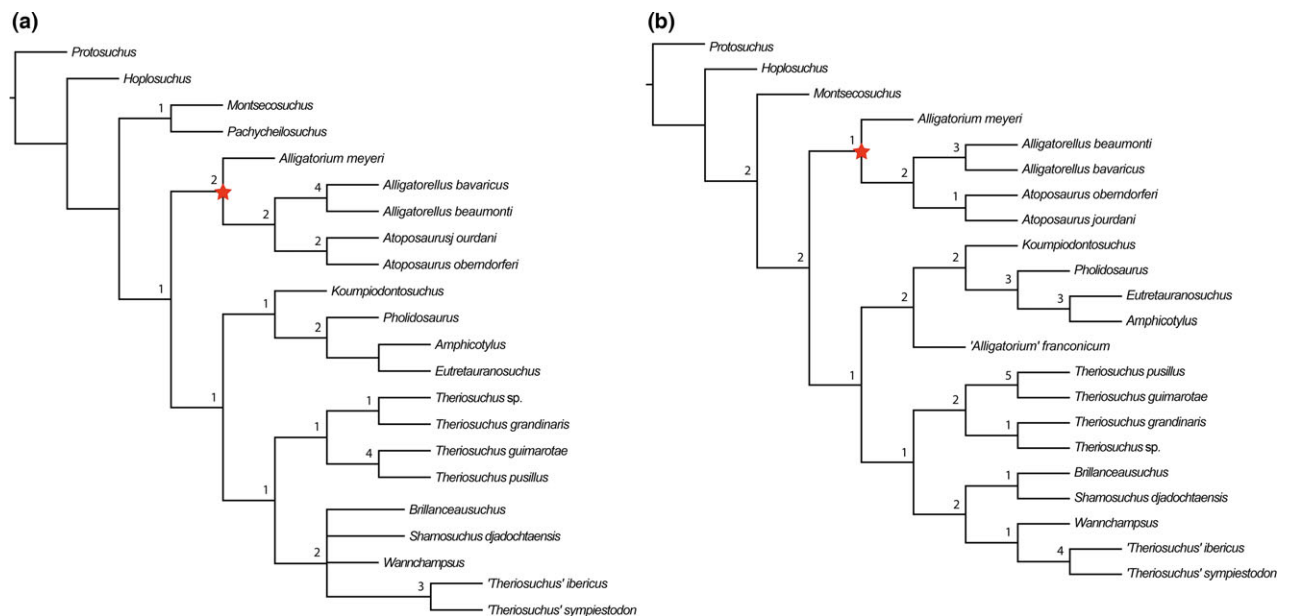 (a)
Protosuchus
Hoplosuchus
1
Montsecosuchus
Pachycheilosuchus
Alligatorium meyeri
2
4
Alligatorellus bavaricus
Alligatorellus beaumonti
2
2
Atoposaurusj ourdani
Atoposaurus oberndorferi
1
Koumpiodontosuchus
1
2
Pholidosaurus
Amphicotylus
Eutretauranosuchus
1
1
Theriosuchus sp.
Theriosuchus grandinaris
1
4
Theriosuchus guimarotae
Theriosuchus pusillus
1
Brillanceausuchus
Shamosuchus djadochtaensis
2
Wannchampsus
3
'Theriosuchus' ibericus
'Theriosuchus' sympiestodon
(b)
Protosuchus
Hoplosuchus
Montsecosuchus
2
Alligatorium meyeri
1
3
Alligatorellus beaumonti
Alligatorellus bavaricus
2
1
Atoposaurus oberndorferi
Atoposaurus jourdani
2
Koumpiodontosuchus
2
3
Pholidosaurus
3
Eutretauranosuchus
Amphicotylus
2
'Alligatorium' franconicum
1
5
Theriosuchus pusillus
Theriosuchus guimarotae
2
1
Theriosuchus grandinaris
Theriosuchus sp.
1
1
Brillanceausuchus
Shamosuchus djadochtaensis
2
1
Wannchampsus
4
'Theriosuchus' ibericus
'Theriosuchus' sympiestodon